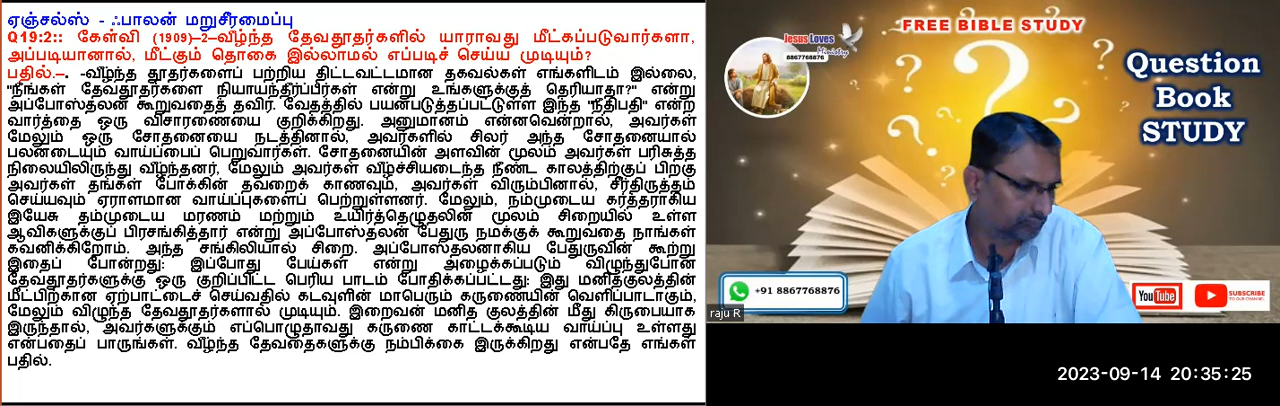 ஏஞ்சல்ஸ் - ஃபாலன் மறுசீரமைப்பு
Q19:2:: கேள்வி (1909)–2–வீழ்ந்த தேவதூதர்களில் யாராவது மீட்கப்படுவார்களா,
அப்படியானால், மீட்கும் தொகை இல்லாமல் எப்படிச் செய்ய முடியும்?
பதில்.–. -வீழ்ந்த தூதர்களைப் பற்றிய திட்டவட்டமான தகவல்கள் எங்களிடம் இல்லை,
"நீங்கள் தேவதூதர்களை நியாயந்தீர்ப்பீர்கள் என்று உங்களுக்குத் தெரியாதா?" என்று
அப்போஸ்தலன் கூறுவதைத் தவிர. வேதத்தில் பயன்படுத்தப்பட்டுள்ள இந்த "நீதிபதி" என்ற
வார்த்தை ஒரு விசாரணையை குறிக்கிறது. அனுமானம் என்னவென்றால், அவர்கள்
மேலும் ஒரு சோதனையை நடத்தினால், அவர்களில் சிலர் அந்த சோதனையால்
பலனடையும் வாய்ப்பைப் பெறுவார்கள். சோதனையின் அளவின் மூலம் அவர்கள் பரிசுத்த
நிலையிலிருந்து வீழ்ந்தனர், மேலும் அவர்கள் வீழ்ச்சியடைந்த நீண்ட காலத்திற்குப் பிறகு
அவர்கள் தங்கள் போக்கின் தவறைக் காணவும், அவர்கள் விரும்பினால், சீர்திருத்தம்
செய்யவும் ஏராளமான வாய்ப்புகளைப் பெற்றுள்ளனர். மேலும், நம்முடைய கர்த்தராகிய
இயேசு தம்முடைய மரணம் மற்றும் உயிர்த்தெழுதலின் மூலம் சிறையில் உள்ள
ஆவிகளுக்குப் பிரசங்கித்தார் என்று அப்போஸ்தலன் பேதுரு நமக்குக் கூறுவதை நாங்கள்
கவனிக்கிறோம். அந்த சங்கிலியால் சிறை. அப்போஸ்தலனாகிய பேதுருவின் கூற்று
இதைப் போன்றது: இப்போது பேய்கள் என்று அழைக்கப்படும் விழுந்துபோன
தேவதூதர்களுக்கு ஒரு குறிப்பிட்ட பெரிய பாடம் போதிக்கப்பட்டது: இது மனிதகுலத்தின்
மீட்பிற்கான ஏற்பாட்டைச் செய்வதில் கடவுளின் மாபெரும் கருணையின் வெளிப்பாடாகும்,
மேலும் விழுந்த தேவதூதர்களால் முடியும். இறைவன் மனித குலத்தின் மீது கிருபையாக
இருந்தால், அவர்களுக்கும் எப்பொழுதாவது கருணை காட்டக்கூடிய வாய்ப்பு உள்ளது
என்பதைப் பாருங்கள். வீழ்ந்த தேவதைகளுக்கு நம்பிக்கை இருக்கிறது என்பதே எங்கள்
பதில்.
FREE BIBLE STUDY
Jesus Loves
Ministry
8867768876
Question
Book
STUDY
+91 8867768876
YouTube
SUBSCRIBE
TO OUR CHANNEL
raju R
2023-09-14 20:35:25